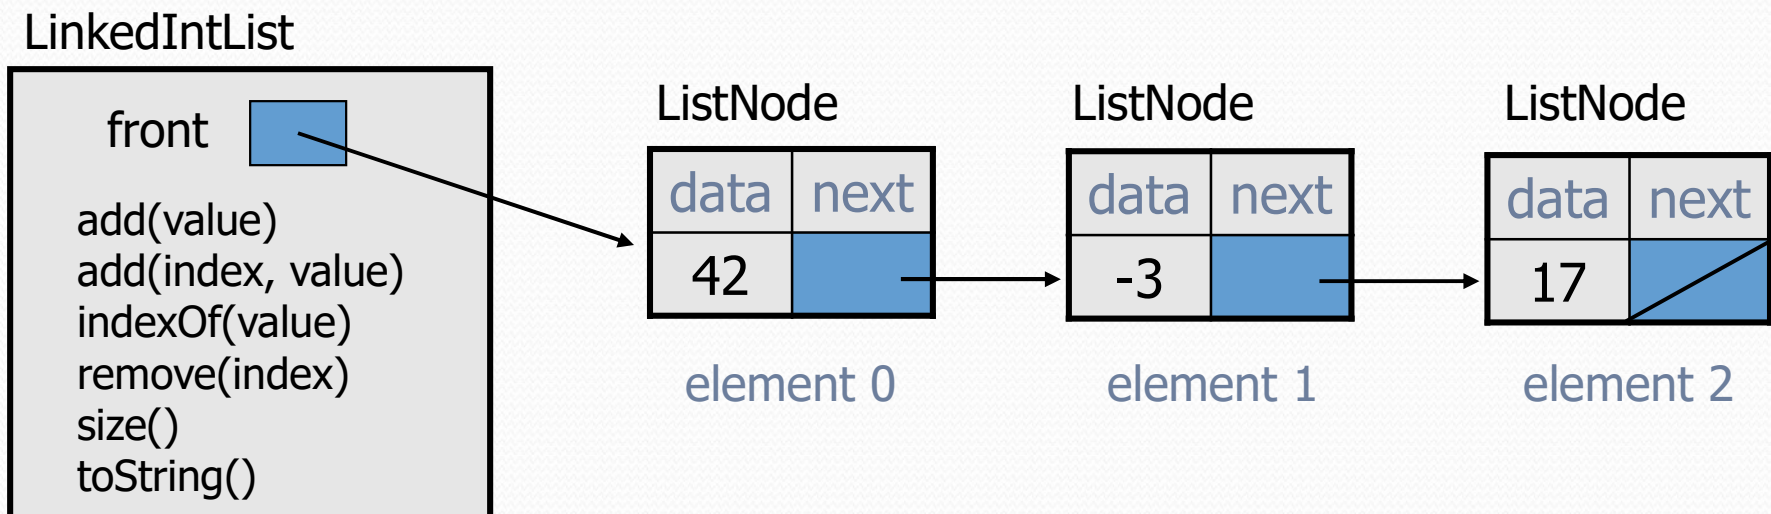 LinkedIntList
front
add(value)
add(index, value)
indexOf(value)
remove(index)
size()
toString()
ListNode
data next
42
element 0
ListNode
data next
-3
element 1
ListNode
data next
17
element 2